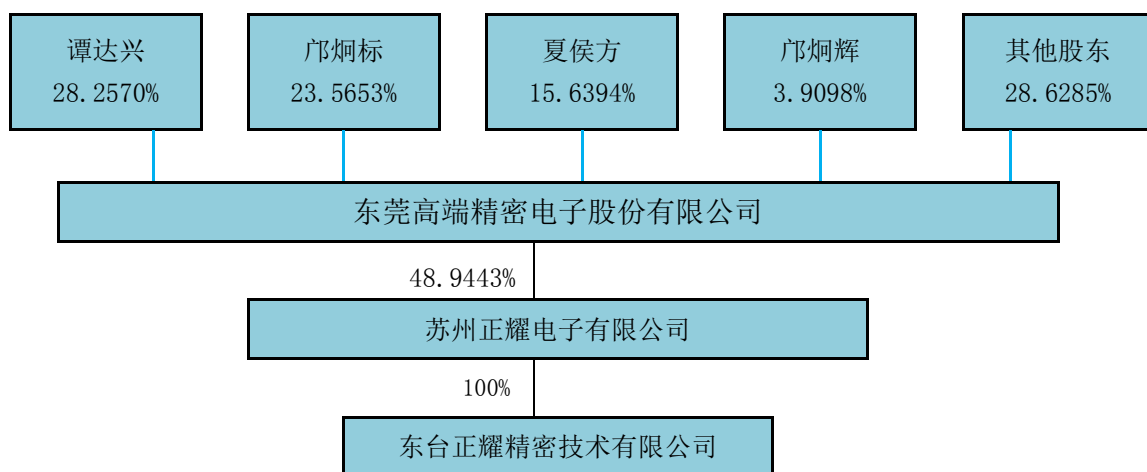 谭达兴
28.2570%
邝炯标
23.5653%
夏侯方
15.6394%
邝炯辉
3.9098%
其他股东
28.6285%
东莞高端精密电子股份有限公司
48.9443%
苏州正耀电子有限公司
100%
东台正耀精密技术有限公司